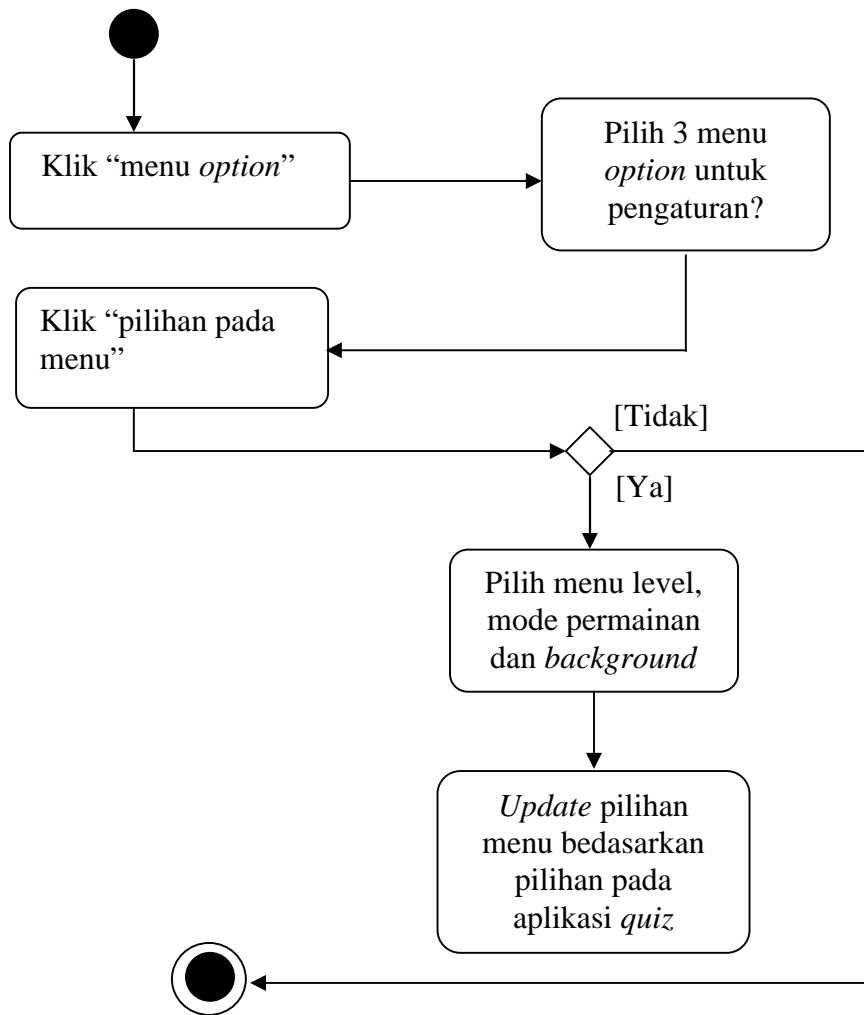 Klik “menu option”
Pilih 3 menu
option untuk
pengaturan?
Klik “pilihan pada
menu”
[Tidak]
[Ya]
Pilih menu level,
mode permainan
dan background
Update pilihan
menu bedasarkan
pilihan pada
aplikasi quiz